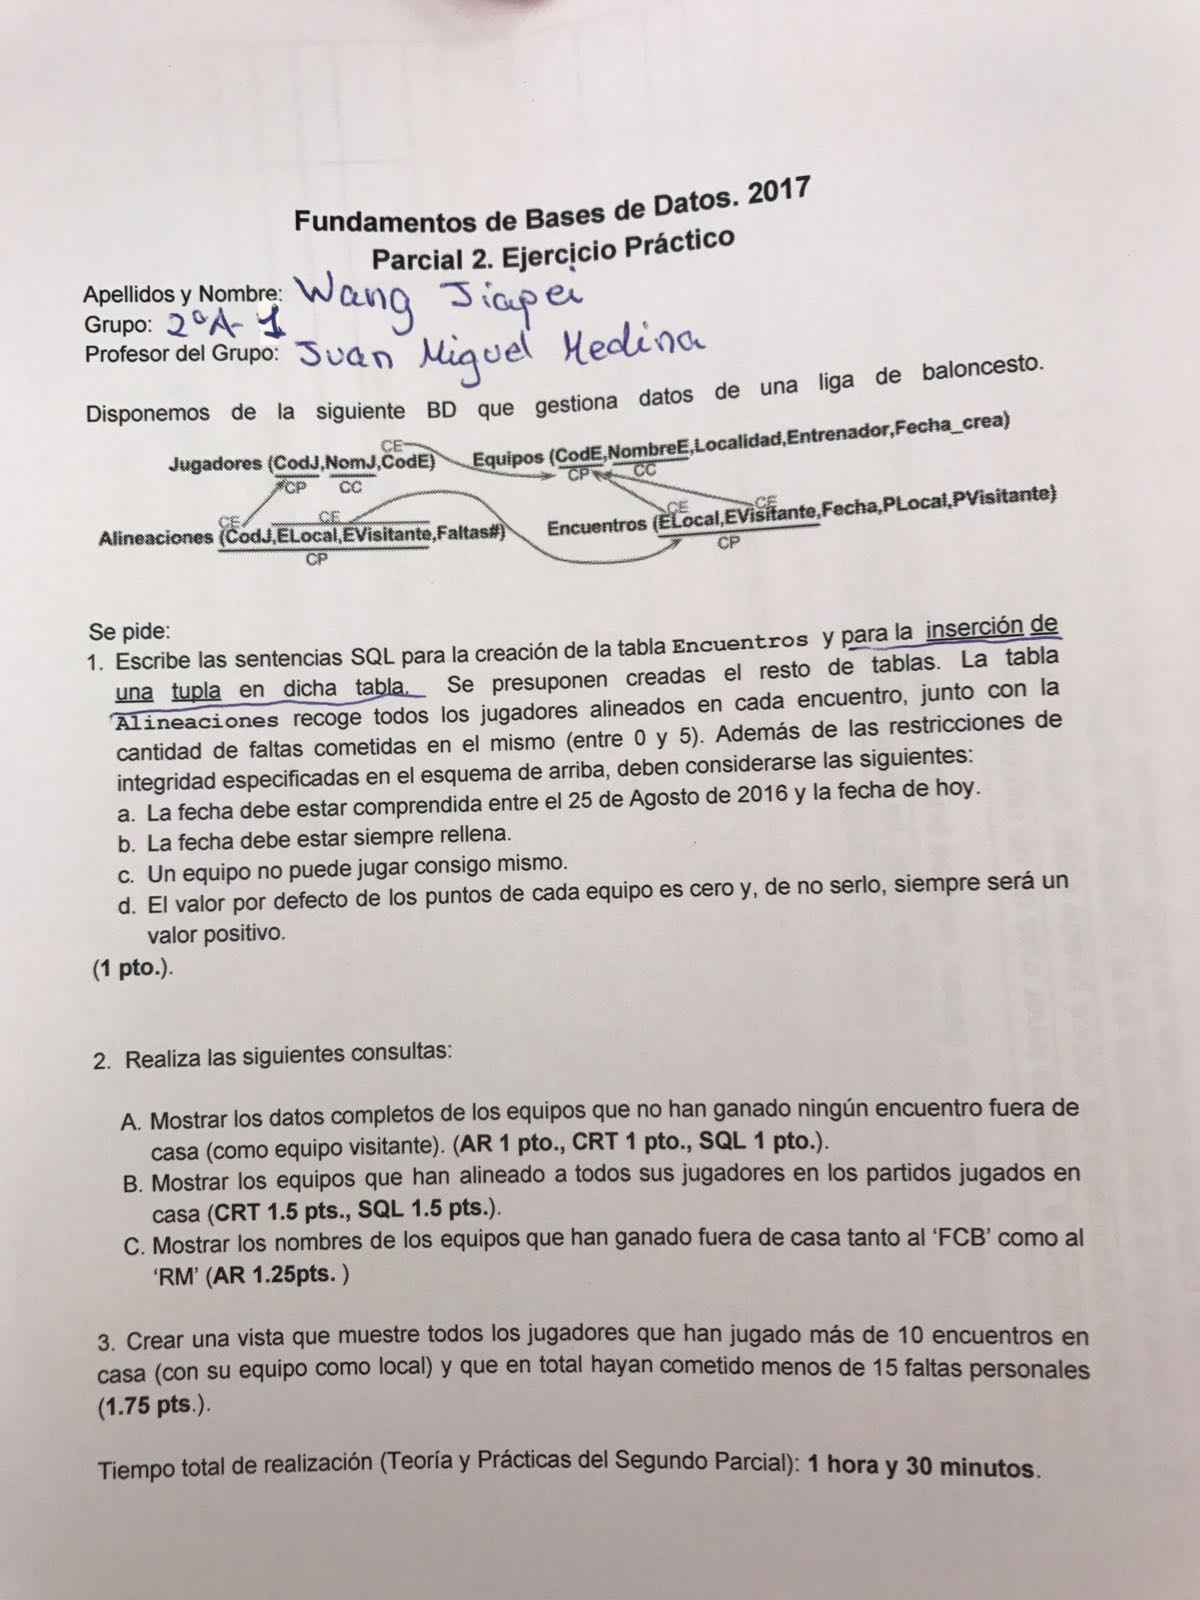 Fundamentos de Bases de Datos. 2017
Parcial 2. Ejercicio Práctico
Apellidos y Nombre: Wang Jiapei
Grupo: 2ºA-1
Profesor del Grupo: Juan Miguel Medina
Disponemos de la siguiente BD que gestiona datos de una liga de baloncesto.
CE
Jugadores (CodJ,NomJ,CodE) Equipos (CodE,NombreE,Localidad,Entrenador,Fecha_crea)
CP CC CP CC
CE CE CE CE
Alineaciones (CodJ,ELocal,EVisitante,Faltas#) Encuentros (ELocal,EVisitante,Fecha,PLocal,PVisitante)
CP CP
Se pide:
1. Escribe las sentencias SQL para la creación de la tabla Encuentros y para la inserción de
una tupla en dicha tabla. Se presuponen creadas el resto de tablas. La tabla
Alineaciones recoge todos los jugadores alineados en cada encuentro, junto con la
cantidad de faltas cometidas en el mismo (entre 0 y 5). Además de las restricciones de
integridad especificadas en el esquema de arriba, deben considerarse las siguientes:
a. La fecha debe estar comprendida entre el 25 de Agosto de 2016 y la fecha de hoy.
b. La fecha debe estar siempre rellena.
c. Un equipo no puede jugar consigo mismo.
d. El valor por defecto de los puntos de cada equipo es cero y, de no serlo, siempre será un
valor positivo.
(1 pto.).
2. Realiza las siguientes consultas:
A. Mostrar los datos completos de los equipos que no han ganado ningún encuentro fuera de
casa (como equipo visitante). (AR 1 pto., CRT 1 pto., SQL 1 pto.).
B. Mostrar los equipos que han alineado a todos sus jugadores en los partidos jugados en
casa (CRT 1.5 pts., SQL 1.5 pts.).
C. Mostrar los nombres de los equipos que han ganado fuera de casa tanto al ‘FCB’ como al
‘RM’ (AR 1.25pts. )
3. Crear una vista que muestre todos los jugadores que han jugado más de 10 encuentros en
casa (con su equipo como local) y que en total hayan cometido menos de 15 faltas personales
(1.75 pts.).
Tiempo total de realización (Teoría y Prácticas del Segundo Parcial): 1 hora y 30 minutos.